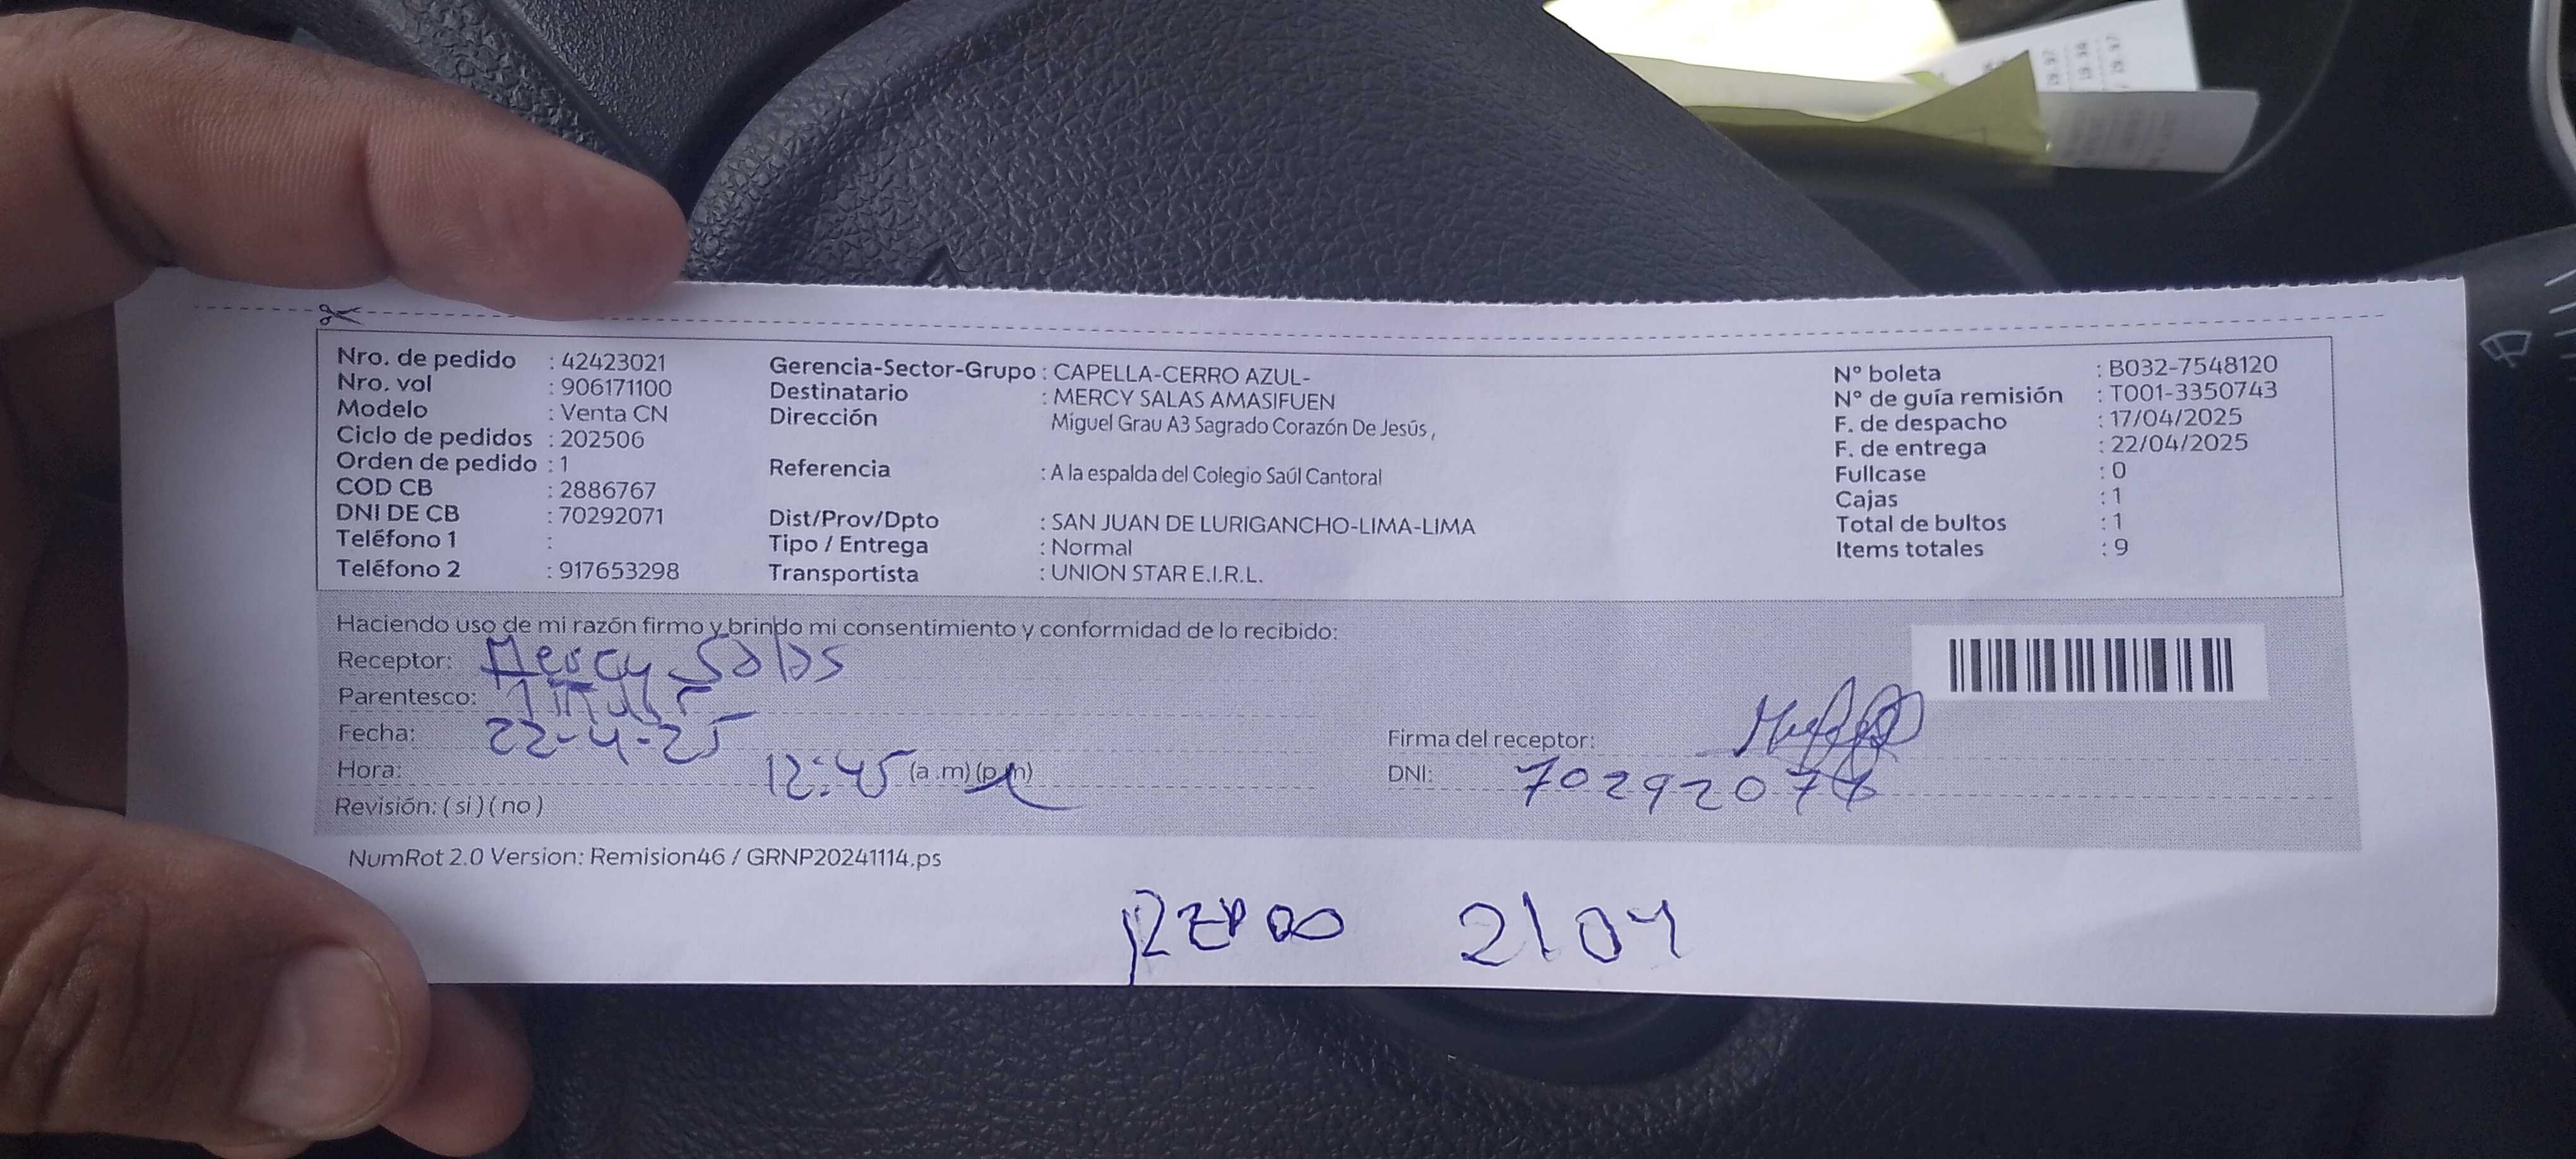 Nro. de pedido : 42423021
Nro. vol : 906171100
Modelo : Venta CN
Ciclo de pedidos : 202506
Orden de pedido : 1
COD CB : 2886767
DNI DE CB : 70292071
Teléfono 1 :
Teléfono 2 : 917653298
Gerencia-Sector-Grupo : CAPELLA-CERRO AZUL-
Destinatario : MERCY SALAS AMASIFUEN
Dirección Miguel Grau A3 Sagrado Corazón De Jesús ,
Referencia : A la espalda del Colegio Saúl Cantoral
Dist/Prov/Dpto : SAN JUAN DE LURIGANCHO-LIMA-LIMA
Tipo / Entrega : Normal
Transportista : UNION STAR E.I.R.L.
N° boleta : B032-7548120
N° de guía remisión : T001-3350743
F. de despacho : 17/04/2025
F. de entrega : 22/04/2025
Fullcase : 0
Cajas : 1
Total de bultos : 1
Items totales : 9
Haciendo uso de mi razón firmo y brindo mi consentimiento y conformidad de lo recibido:
Receptor: Mercy Salas
Parentesco: Titular
Fecha: 22-4-25
Hora: 12:45 (a .m) (p.m)
Revisión: ( si ) ( no )
Firma del receptor:
DNI: 7029207
NumRot 2.0 Version: Remision46 / GRNP20241114.ps
21 04